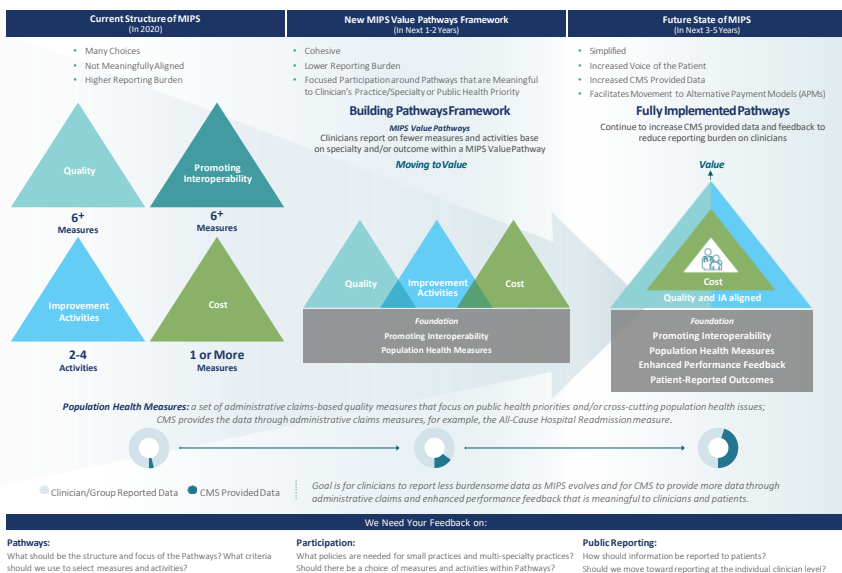 Current Structure of MIPS
(In 2020)
New MIPS Value Pathways Framework
(In Next 1-2 Years)
Future State of MIPS
(In Next 3-5 Years)
• Many Choices
• Not Meaningfully Aligned
• Higher Reporting Burden
• Cohesive
• Lower Reporting Burden
• Focused Participation around Pathways that are Meaningful
to Clinician's Practice/Specialty or Public Health Priority
• Simplified
• Increased Voice of the Patient
• Increased CMS Provided Data
• Facilitates Movement to Alternative Payment Models (APMs)
Building Pathways Framework
MIPS Value Pathways
Clinicians report on fewer measures and activities base
on specialty and/or outcome within a MIPS Value Pathway
Moving to Value
Fully Implemented Pathways
Continue to increase CMS provided data and feedback to
reduce reporting burden on clinicians
Value
Quality
Promoting
Interoperability
6+
Measures
6+
Measures
Improvement
Activities
Cost
2-4
Activities
1 or More
Measures
Quality
Improvement
Activities
Cost
Foundation
Promoting Interoperability
Population Health Measures
Cost
Quality and IA aligned
Foundation
Promoting Interoperability
Population Health Measures
Enhanced Performance Feedback
Patient-Reported Outcomes
Population Health Measures: a set of administrative claims-based quality measures that focus on public health priorities and/or cross-cutting population health issues;
CMS provides the data through administrative claims measures, for example, the All-Cause Hospital Readmission measure.
Clinician/Group Reported Data
CMS Provided Data
Goal is for clinicians to report less burdensome data as MIPS evolves and for CMS to provide more data through
administrative claims and enhanced performance feedback that is meaningful to clinicians and patients.
We Need Your Feedback on:
Pathways:
What should be the structure and focus of the Pathways? What criteria
should we use to select measures and activities?
Participation:
What policies are needed for small practices and multi-specialty practices?
Should there be a choice of measures and activities within Pathways?
Public Reporting:
How should information be reported to patients?
Should we move toward reporting at the individual clinician level?